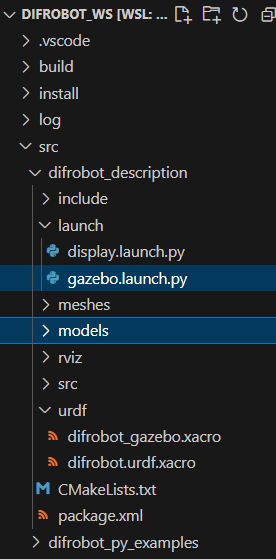 DIFROBOT_WS [WSL: ...
.vscode
build
install
log
src
difrobot_description
include
launch
display.launch.py
gazebo.launch.py
meshes
models
rviz
src
urdf
difrobot_gazebo.xacro
difrobot.urdf.xacro
M CMakeLists.txt
package.xml
difrobot_py_examples